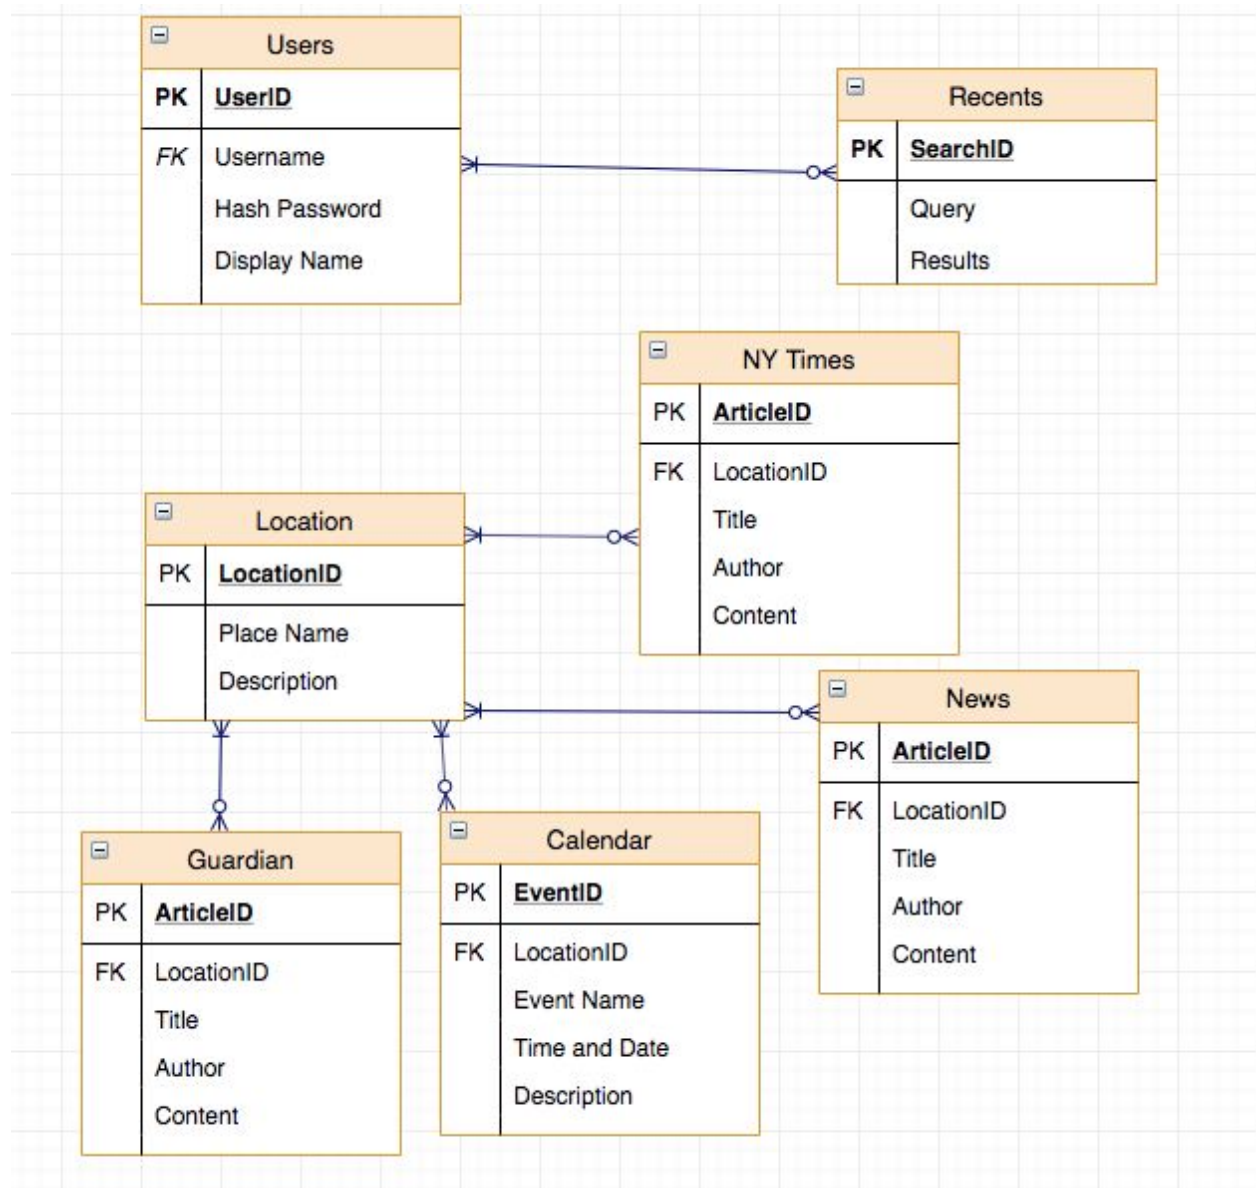 Users
PK UserID
FK Username
Hash Password
Display Name
Recents
PK SearchID
Query
Results
NY Times
PK ArticleID
FK LocationID
Title
Author
Content
Location
PK LocationID
Place Name
Description
News
PK ArticleID
FK LocationID
Title
Author
Content
Guardian
PK ArticleID
FK LocationID
Title
Author
Content
Calendar
PK EventID
FK LocationID
Event Name
Time and Date
Description